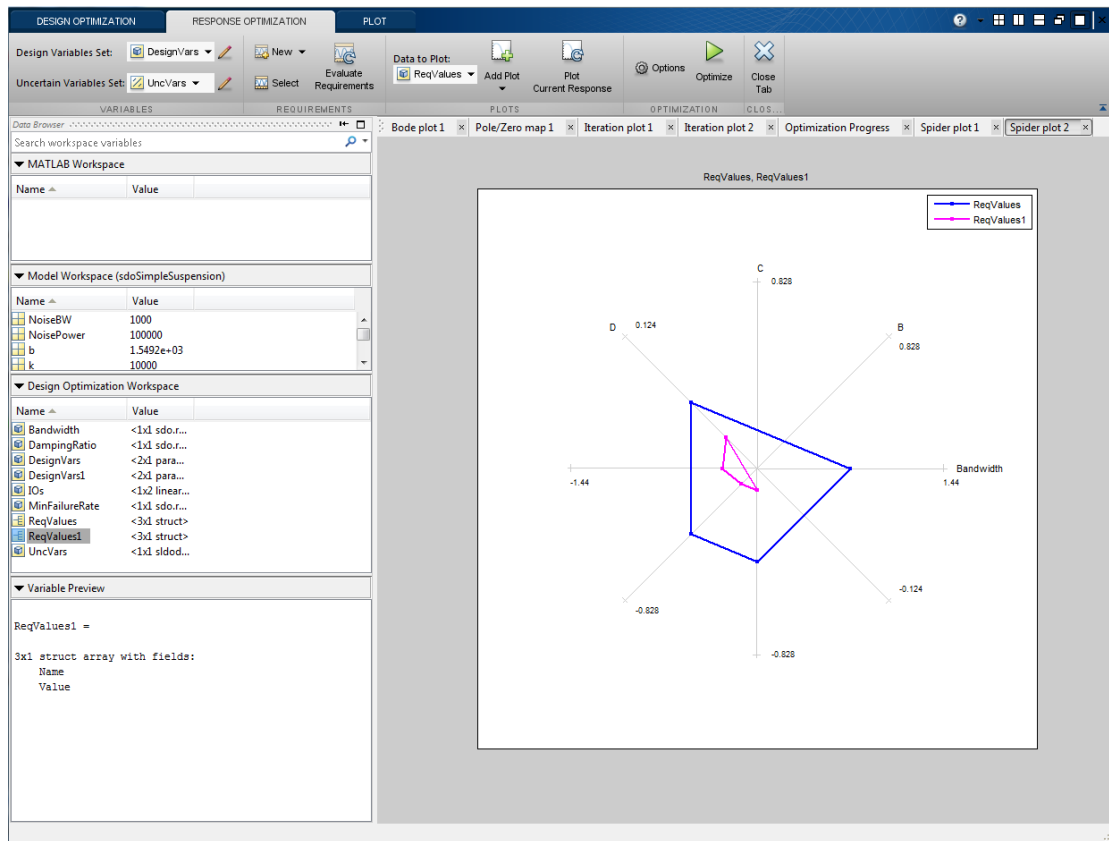 DESIGN OPTIMIZATION RESPONSE OPTIMIZATION PLOT
Design Variables Set: DesignVars
Uncertain Variables Set: UncVars
VARIABLES
New
Select
Evaluate
Requirements
REQUIREMENTS
Data to Plot:
ReqValues
Add Plot
Plot
Current Response
PLOTS
Options
Optimize
OPTIMIZATION
Close
Tab
CLOS...
Data Browser
Search workspace variables
MATLAB Workspace
Name Value
Model Workspace (sdoSimpleSuspension)
Name Value
NoiseBW 1000
NoisePower 100000
b 1.5492e+03
k 10000
Design Optimization Workspace
Name Value
Bandwidth <1x1 sdo.r...
DampingRatio <1x1 sdo.r...
DesignVars <2x1 para...
DesignVars1 <2x1 para...
IOs <1x2 linear...
MinFailureRate <1x1 sdo.r...
ReqValues <3x1 struct>
ReqValues1 <3x1 struct>
UncVars <1x1 sldod...
Variable Preview
ReqValues1 =
3x1 struct array with fields:
Name
Value
Bode plot 1 Pole/Zero map 1 Iteration plot 1 Iteration plot 2 Optimization Progress Spider plot 1 Spider plot 2
ReqValues, ReqValues1
ReqValues
ReqValues1
C
0.828
D 0.124
B
0.828
-1.44
Bandwidth
1.44
-0.828
-0.124
-0.828